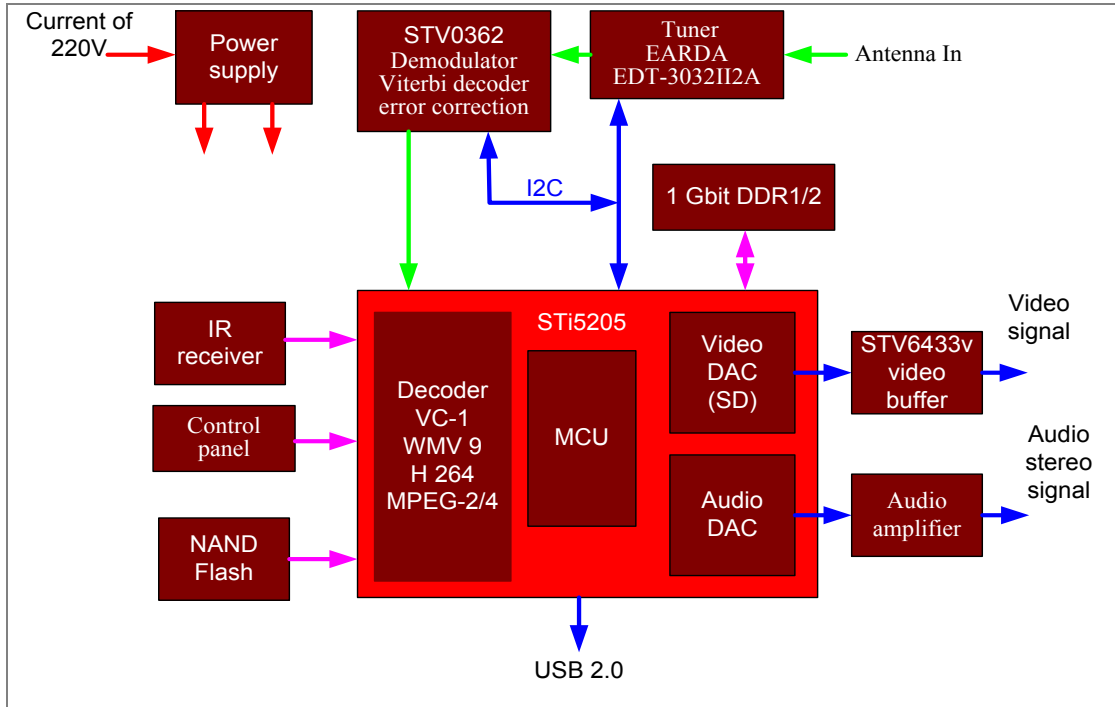 Current of
220V
Power
supply
STV0362
Demodulator
Viterbi decoder
error correction
Tuner
EARDA
EDT-3032II2A
Antenna In
I2C
1 Gbit DDR1/2
STi5205
IR
receiver
Control
panel
NAND
Flash
Decoder
VC-1
WMV 9
H 264
MPEG-2/4
MCU
Video
DAC
(SD)
Audio
DAC
STV6433v
video
buffer
Audio
amplifier
Video
signal
Audio
stereo
signal
USB 2.0